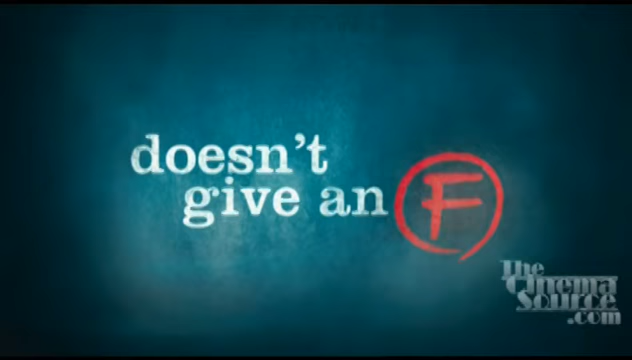 doesn't
give an F
The
Cinema
Source
.com